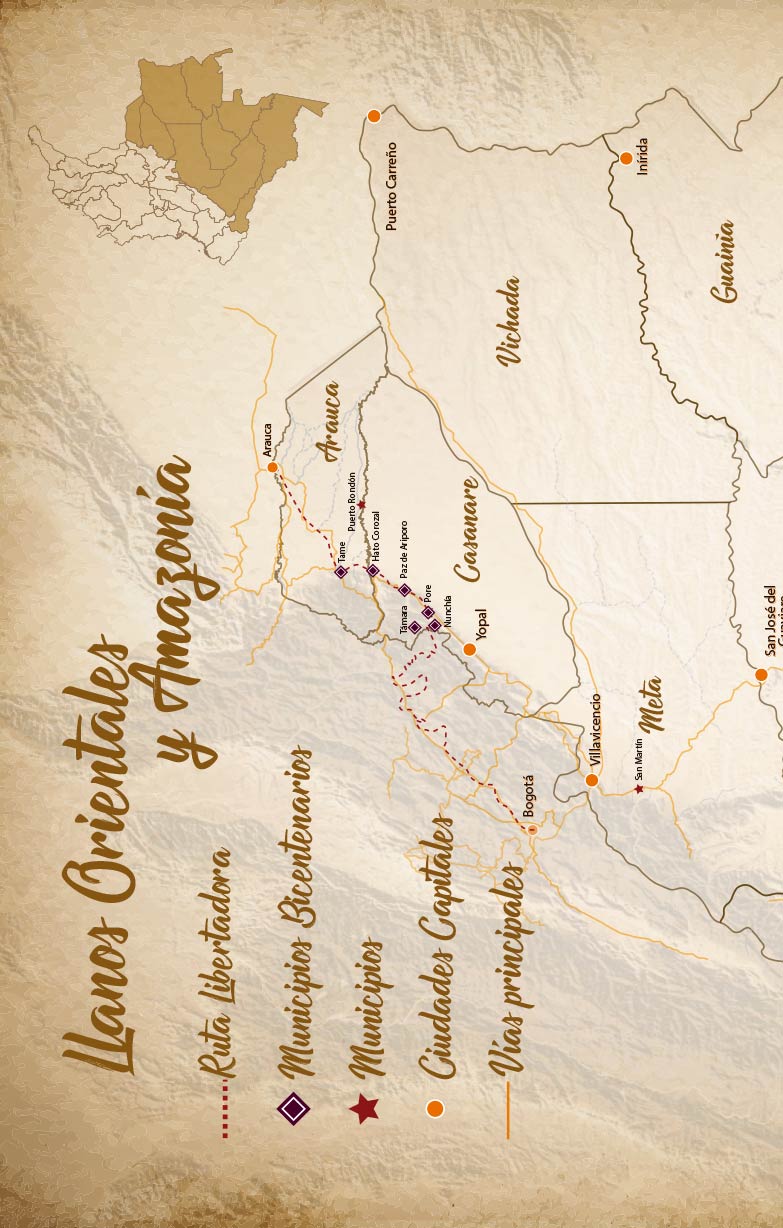 Llanos Orientales
y Amazonía
Ruta Libertadora
Municipios Bicentenarios
Municipios
Ciudades Capitales
Vías principales
Arauca
Arauca
Puerto Rondón
Tame
Hato Corozal
Paz de Ariporo
Támara
Pore
Nunchía
Yopal
Casanare
Puerto Carreño
Vichada
Inírida
Guainía
Bogotá
Villavicencio
San Martín
Meta
San José del